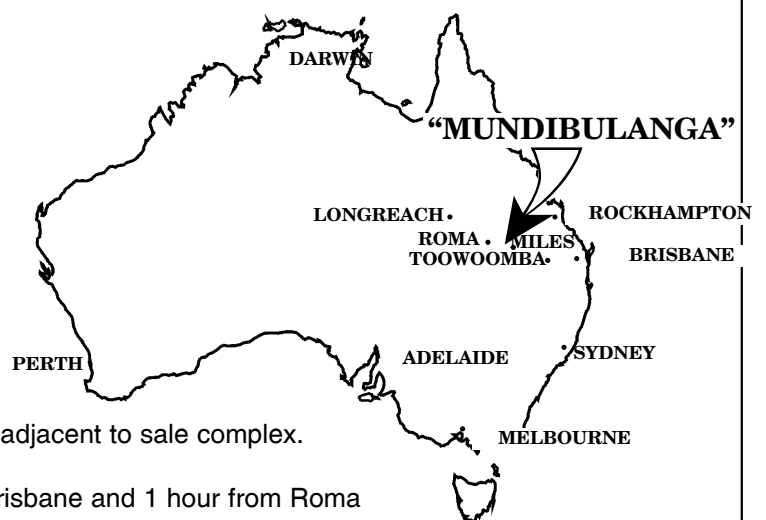 DARWIN
“MUNDIBULANGA”
LONGREACH
ROCKHAMPTON
ROMA
MILES
TOOWOOMBA
BRISBANE
SYDNEY
PERTH
ADELAIDE
adjacent to sale complex.
MELBOURNE
and 1 hour from Roma